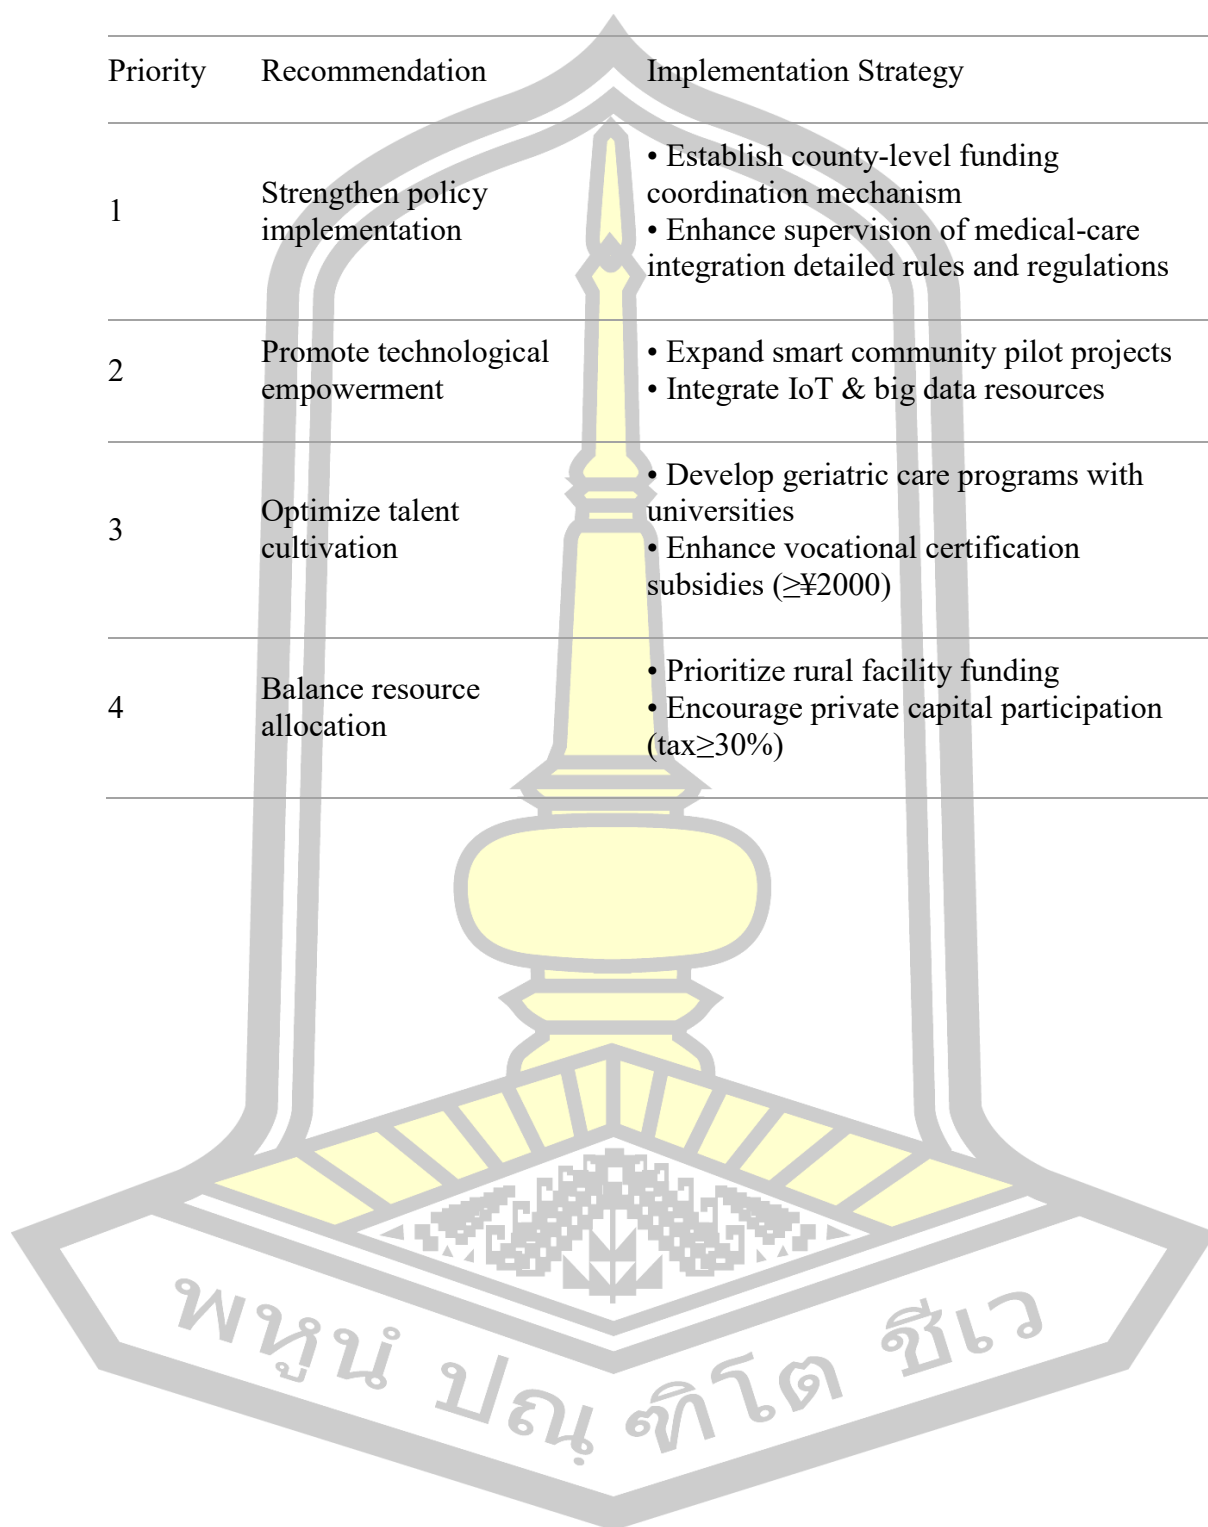 Priority Recommendation Implementation Strategy
1
Strengthen policy
implementation
• Establish county-level funding
coordination mechanism
• Enhance supervision of medical-care
integration detailed rules and regulations
2
Promote technological
empowerment
• Expand smart community pilot projects
• Integrate IoT & big data resources
3
Optimize talent
cultivation
• Develop geriatric care programs with
universities
• Enhance vocational certification
subsidies (≥¥2000)
4
Balance resource
allocation
• Prioritize rural facility funding
• Encourage private capital participation
(tax≥30%)
พหูนํ ปณฺฑิโต ชีเว